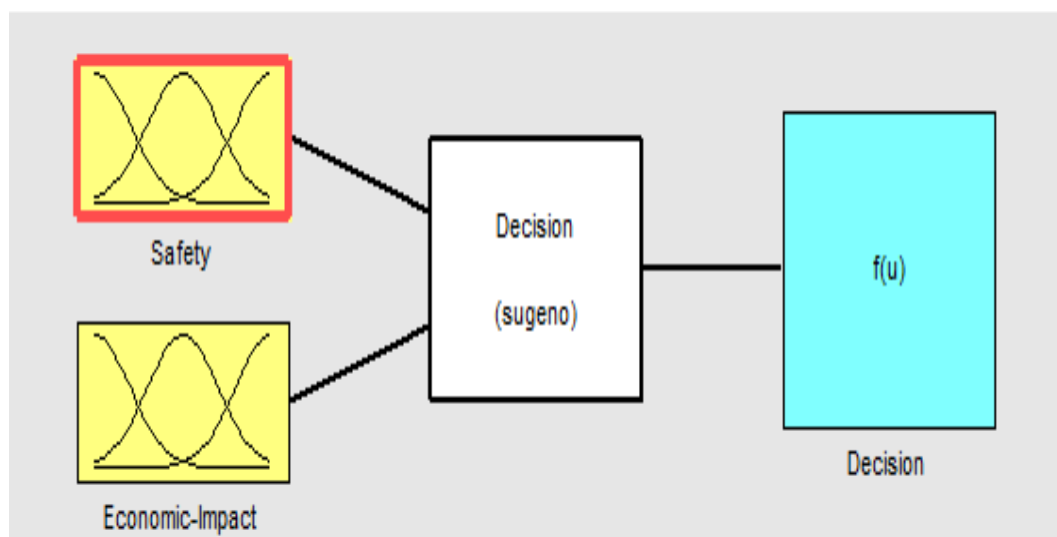 Safety
Economic-Impact
Decision
(sugeno)
f(u)
Decision